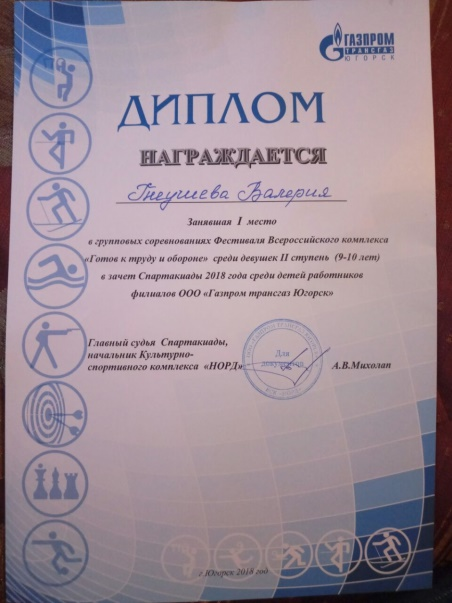 ГАЗПРОМ
ТРАНСГАЗ
ЮГОРСК
ДИПЛОМ
НАГРАЖДАЕТСЯ
Гнеушева Валерия
Занявшая I место
в групповых соревнованиях Фестиваля Всероссийского комплекса
«Готов к труду и обороне» среди девушек II ступень (9-10 лет)
в зачет Спартакиады 2018 года среди детей работников
филиалов ООО «Газпром трансгаз Югорск»
Главный судья Спартакиады,
начальник Культурно-
спортивного комплекса «НОРД»
Для
документов
А.В.Михолап
г Югорск 2018 год